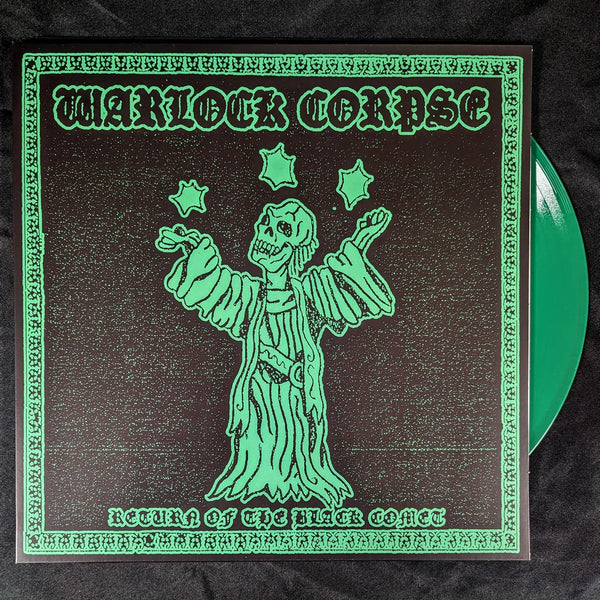 WARLOCK CORPSE
RETURN OF THE BLACK COMET